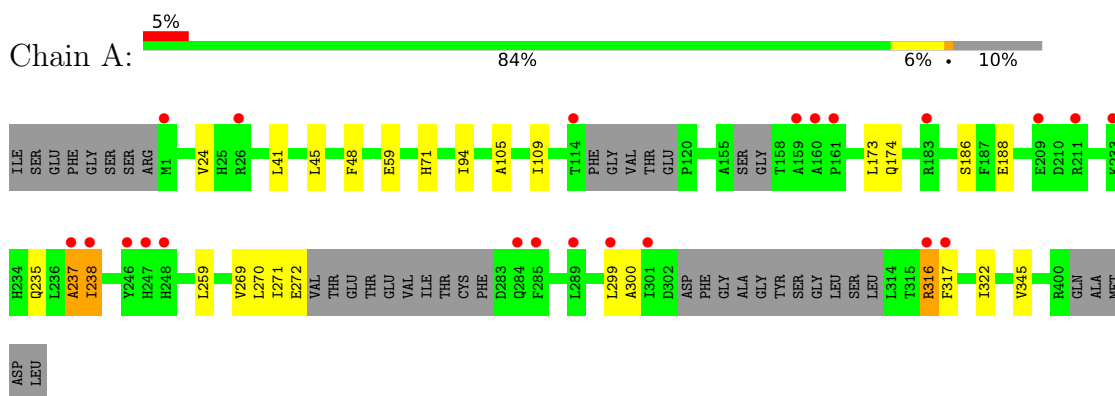 5%
Chain A:
84% 6% • 10%
ILE SER GLU PHE GLY SER SER ARG M1 V24 H25 R26 L41 L45 F48 E59 H71 I94 A105 I109 T114 PHE GLY VAL THR GLU P120 A155 SER GLY T158 A159 A160 P161 L173 Q174 R183 S186 F187 E188 E209 D210 R211 K233
H234 Q235 L236 A237 I238 Y246 H247 H248 L259 V269 L270 I271 E272 VAL THR GLU THR GLU VAL ILE THR CYS PHE D283 Q284 F285 L289 L299 A300 I301 D302 ASP PHE GLY ALA GLY TYR SER GLY LEU SER LEU L314 T315 R316 F317 I322 V345 R400 GLN ALA MET
ASP LEU